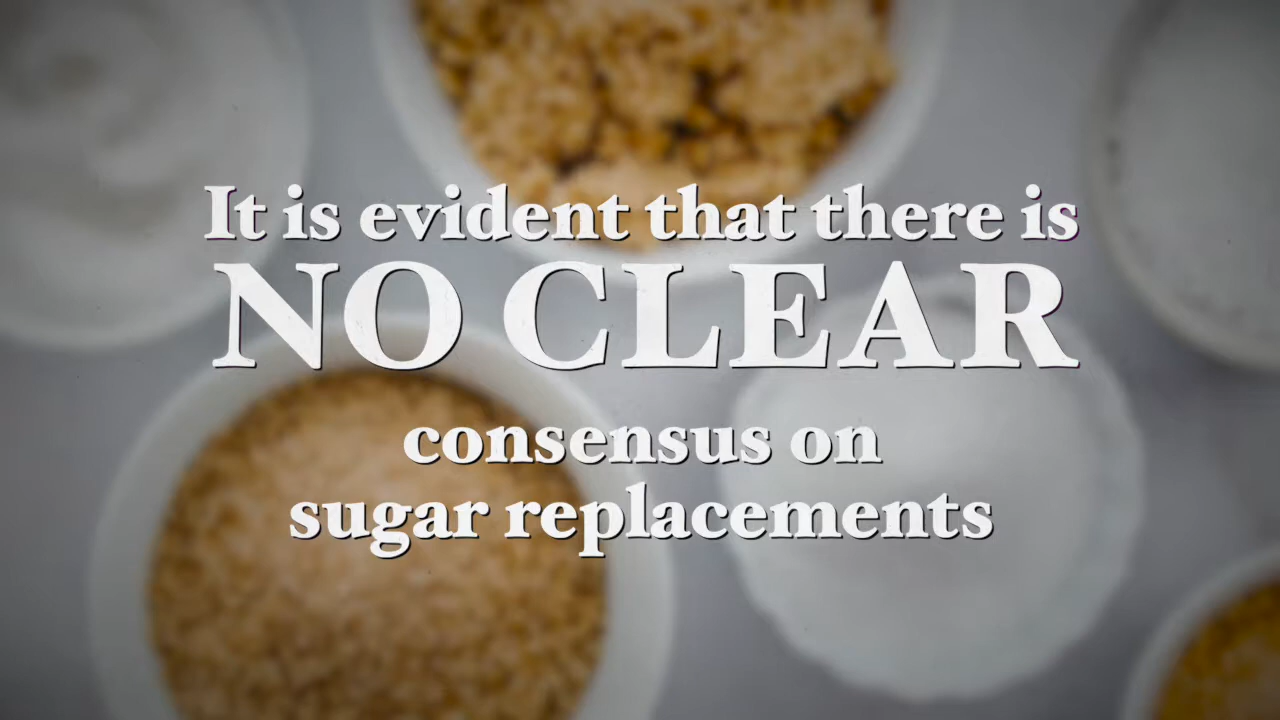 It is evident that there is
NO CLEAR
consensus on
sugar replacements